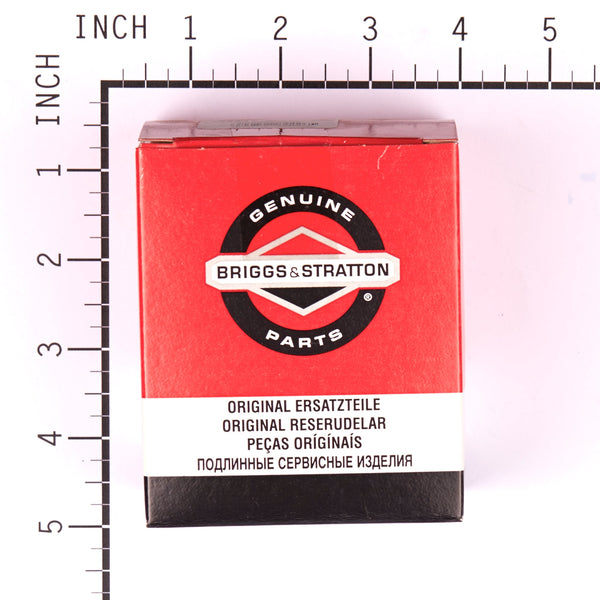 INCH 1 2 3 4 5
INCH
1
2
3
4
5
GENUINE
BRIGGS & STRATTON
®
PARTS
ORIGINAL ERSATZTEILE
ORIGINAL RESERUDELAR
PEÇAS ORÍGÍNAÍS
ПОДЛИННЫЕ СЕРВИСНЫЕ ИЗДЕЛИЯ